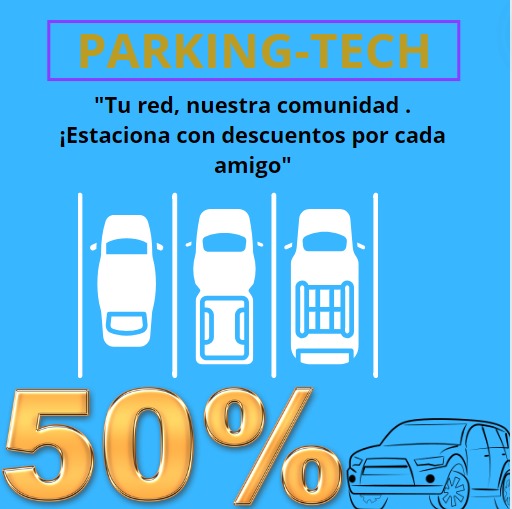 PARKING-TECH
"Tu red, nuestra comunidad .
¡Estaciona con descuentos por cada
amigo"
50%